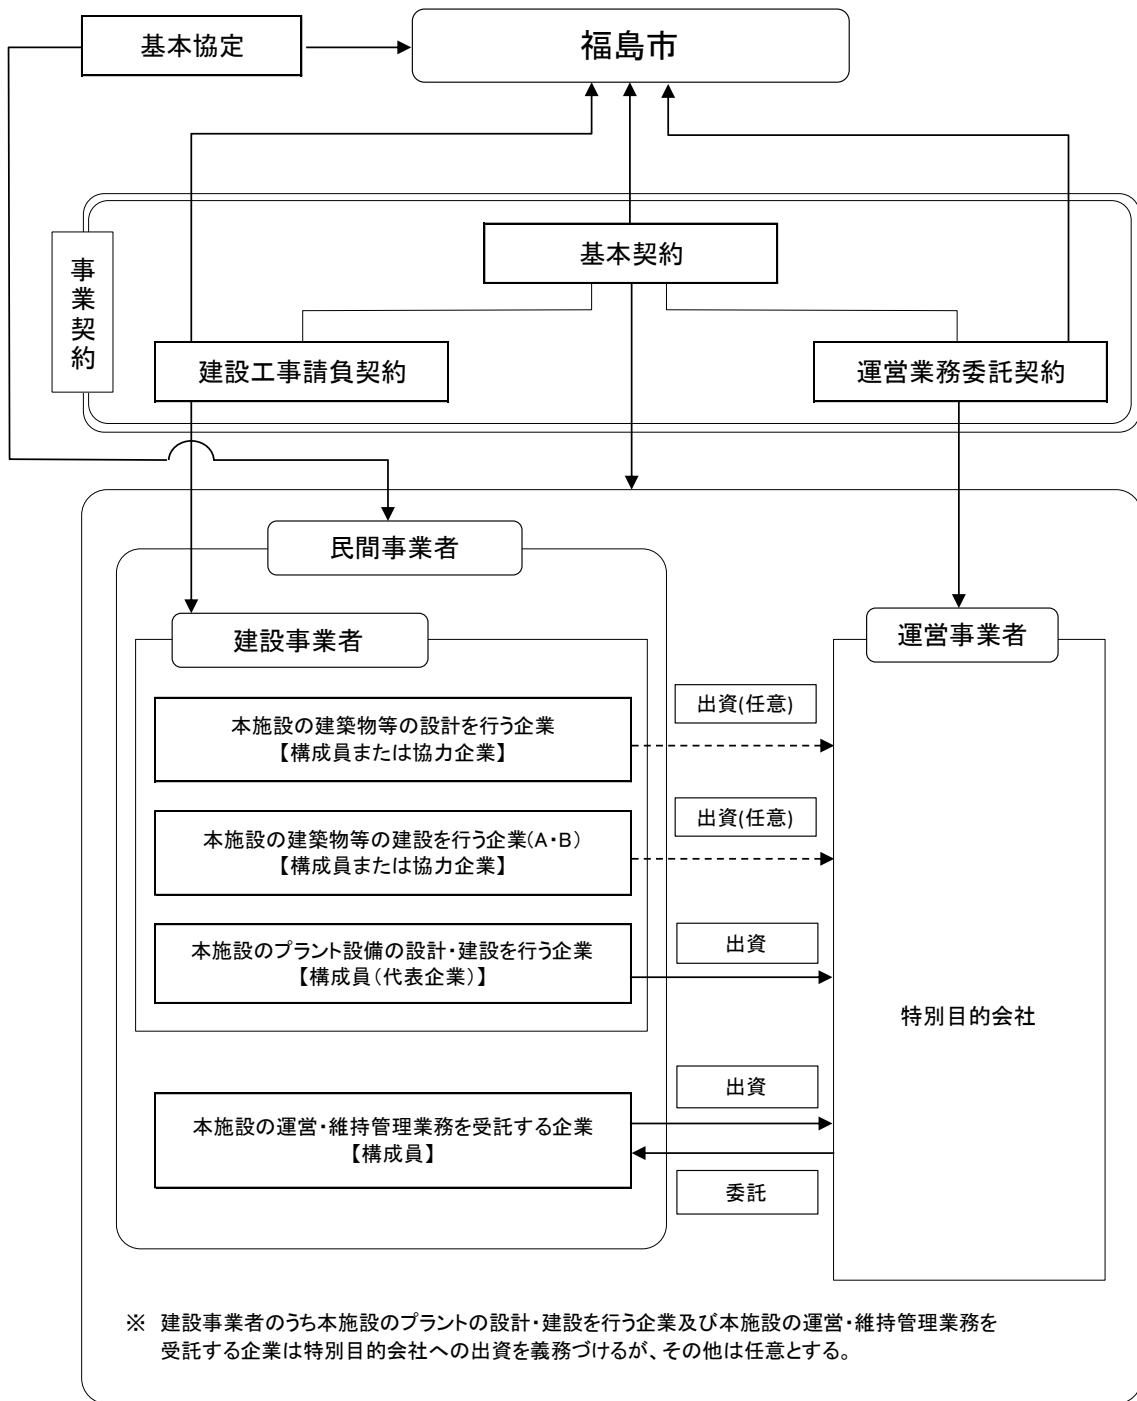 基本協定
福島市
基本契約
事業契約
建設工事請負契約
運営業務委託契約
民間事業者
建設事業者
運営事業者
本施設の建築物等の設計を行う企業
【構成員または協力企業】
出資(任意)
本施設の建築物等の建設を行う企業(A・B)
【構成員または協力企業】
出資(任意)
本施設のプラント設備の設計・建設を行う企業
【構成員(代表企業)】
出資
特別目的会社
本施設の運営・維持管理業務を受託する企業
【構成員】
出資
委託
※ 建設事業者のうち本施設のプラントの設計・建設を行う企業及び本施設の運営・維持管理業務を
受託する企業は特別目的会社への出資を義務づけるが、その他は任意とする。